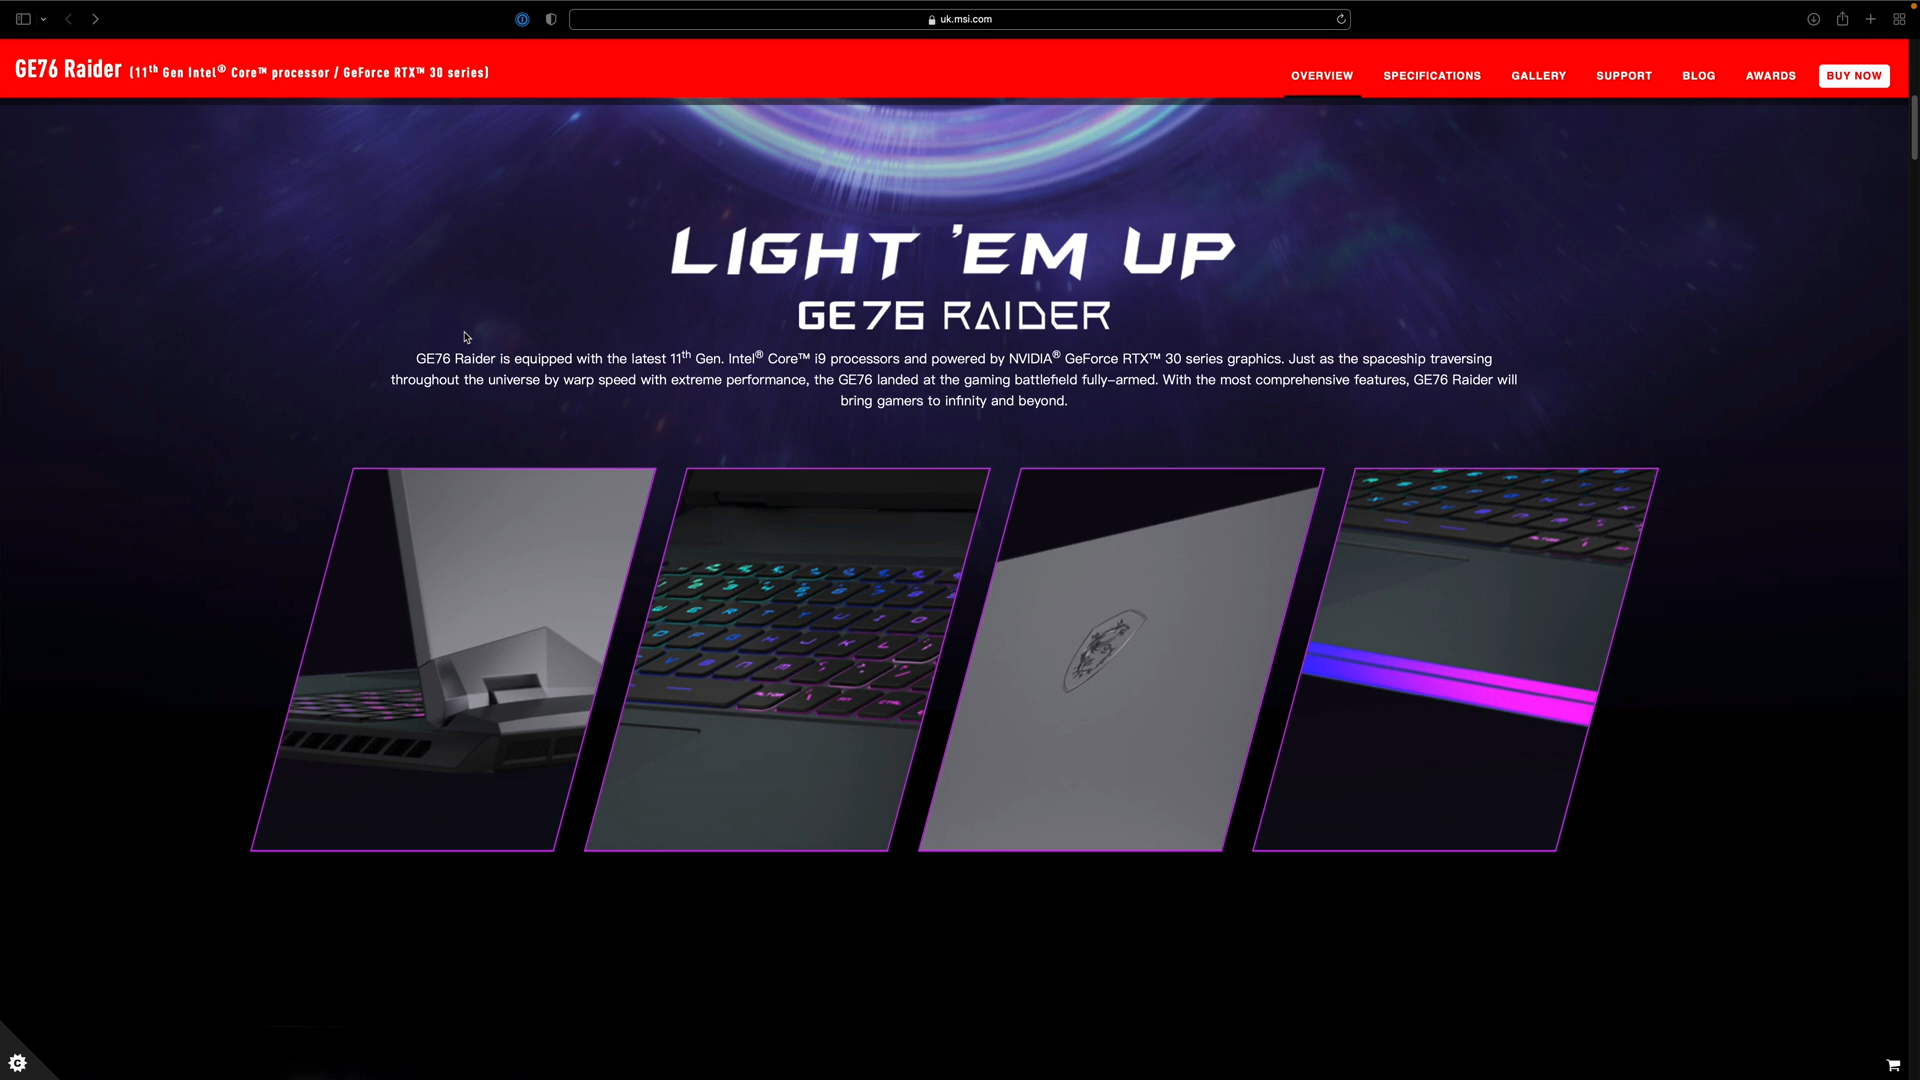 uk.msi.com
GE76 Raider (11th Gen Intel® Core™ processor / GeForce RTX™ 30 series)
OVERVIEW
SPECIFICATIONS
GALLERY
SUPPORT
BLOG
AWARDS
BUY NOW
LIGHT 'EM UP
GE76 RAIDER
GE76 Raider is equipped with the latest 11th Gen. Intel® Core™ i9 processors and powered by NVIDIA® GeForce RTX™ 30 series graphics. Just as the spaceship traversing
throughout the universe by warp speed with extreme performance, the GE76 landed at the gaming battlefield fully-armed. With the most comprehensive features, GE76 Raider will
bring gamers to infinity and beyond.